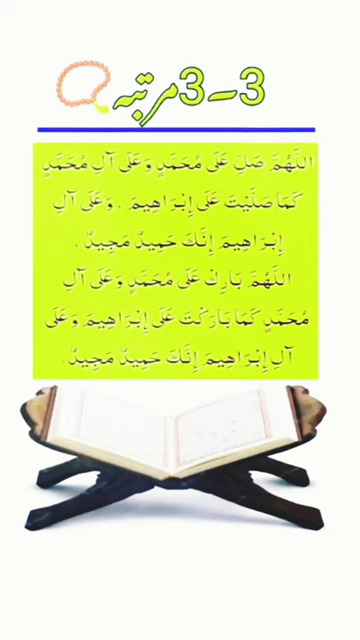 3-3 مرتبہ
اللَّهُمَّ صَلِّ عَلَى مُحَمَّدٍ وَعَلَى آلِ مُحَمَّدٍ
كَمَا صَلَّيْتَ عَلَى إِبْرَاهِيمَ ، وَعَلَى آلِ
إِبْرَاهِيمَ إِنَّكَ حَمِيدٌ مَجِيدٌ .
اللَّهُمَّ بَارِكْ عَلَى مُحَمَّدٍ وَعَلَى آلِ
مُحَمَّدٍ كَمَا بَارَكْتَ عَلَى إِبْرَاهِيمَ وَعَلَى
آلِ إِبْرَاهِيمَ إِنَّكَ حَمِيدٌ مَجِيدٌ .